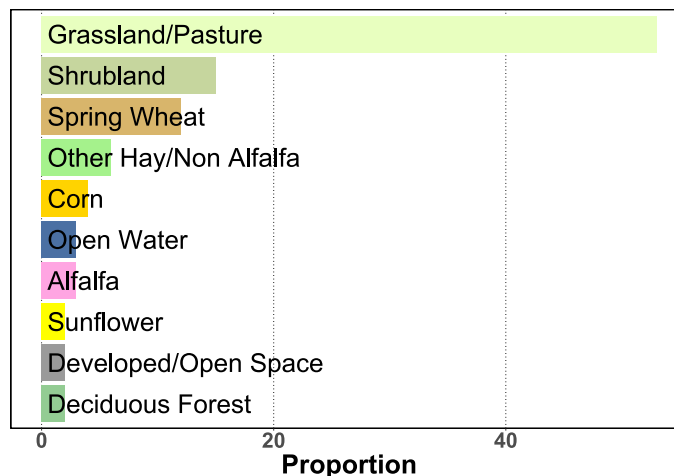 Grassland/Pasture
Shrubland
Spring Wheat
Other Hay/Non Alfalfa
Corn
Open Water
Alfalfa
Sunflower
Developed/Open Space
Deciduous Forest
0 20 40
Proportion